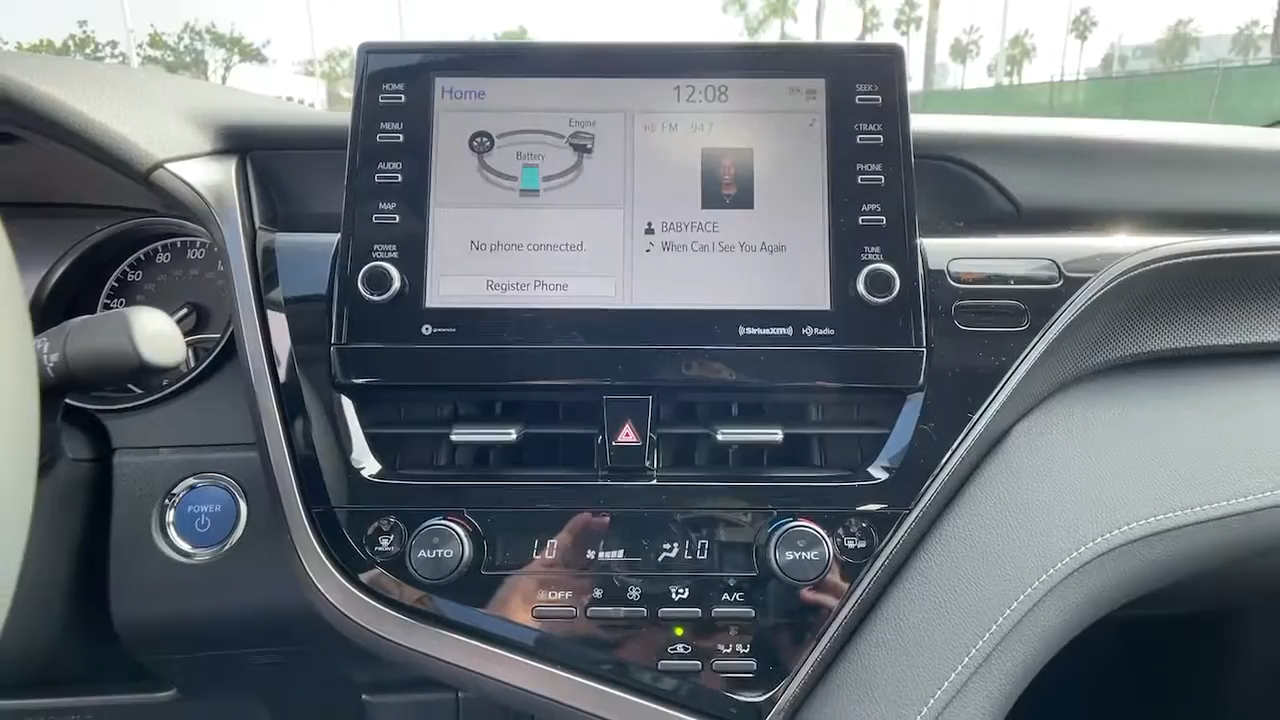 HOME
MENU
AUDIO
MAP
POWER
VOLUME
Home
12:08
Engine
Battery
No phone connected.
Register Phone
FM 94.7
BABYFACE
When Can I See You Again
SEEK>
<TRACK
PHONE
APPS
TUNE
SCROLL
gracenote
SiriusXM
HD Radio
40
60
80
100
POWER
FRONT
AUTO
LO
LO
SYNC
OFF
A/C